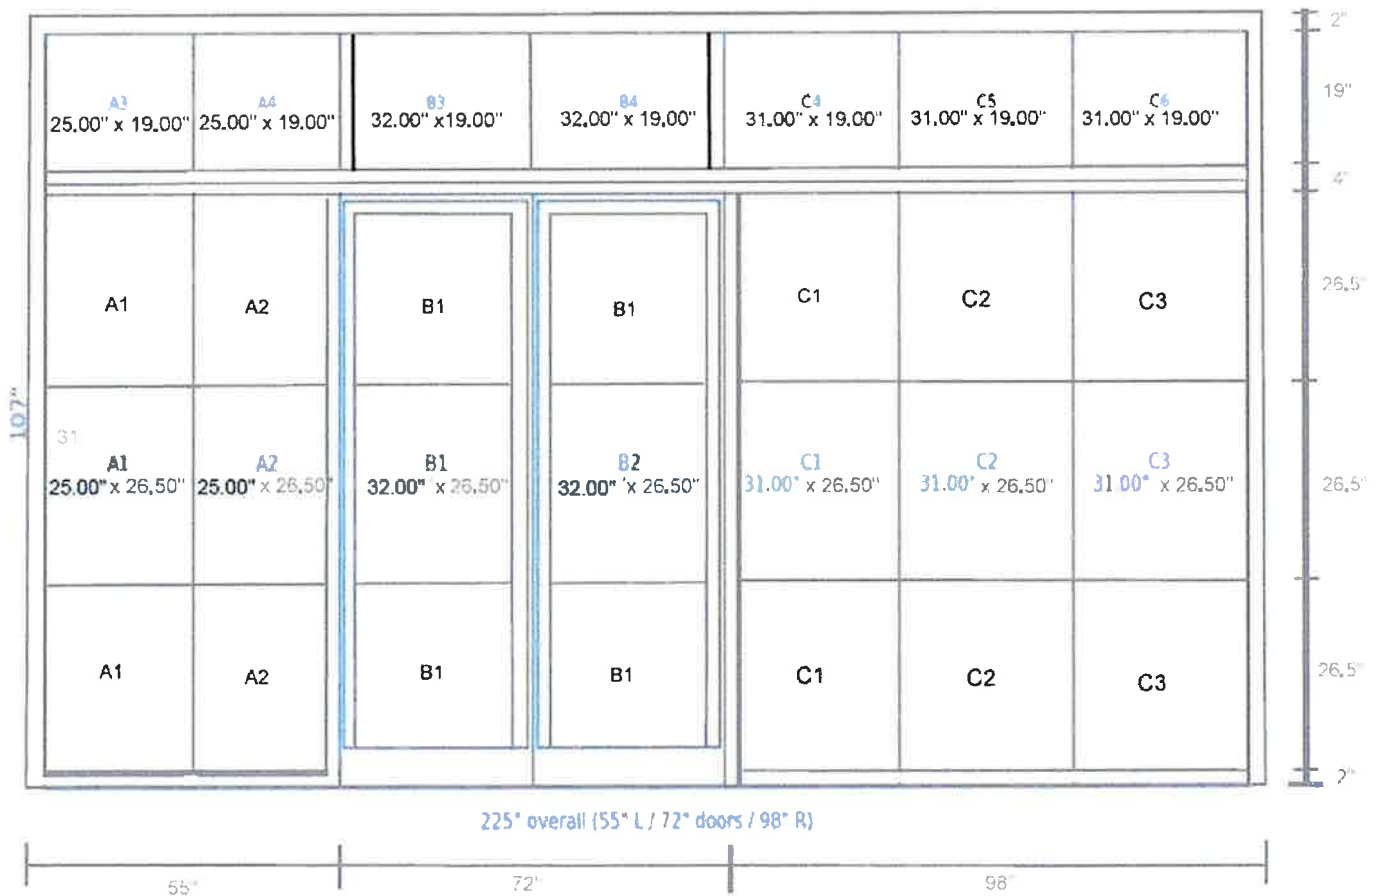 2"
A3 A4 B3 B4 C4 C5 C6
25.00" x 19.00" 25.00" x 19.00" 32.00" x19.00" 32.00" x 19.00" 31.00" x 19.00" 31.00" x 19.00" 31.00" x 19.00"
19"
4"
A1 A2 B1 B1 C1 C2 C3
26.5"
107"
31
A1 A2 B1 B2 C1 C2 C3
25.00" x 26.50" 25.00" x 26.50" 32.00" x 26.50" 32.00" x 26.50" 31.00" x 26.50" 31.00" x 26.50" 31.00" x 26.50"
26.5"
A1 A2 B1 B1 C1 C2 C3
26.5"
2"
225" overall (55" L / 72" doors / 98" R)
55" 72" 98"